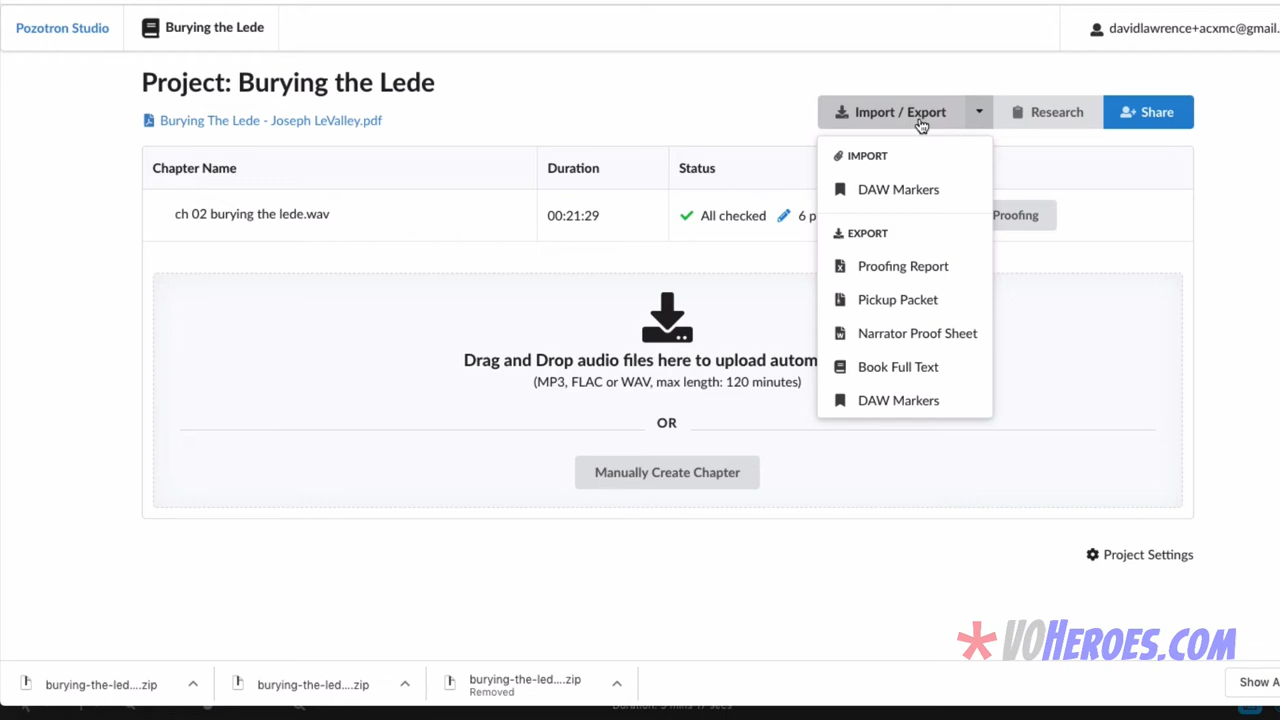 Pozotron Studio
Burying the Lede
davidlawrence+acxmc@gmail.
Project: Burying the Lede
Burying The Lede - Joseph LeValley.pdf
Import / Export
Research
Share
IMPORT
DAW Markers
EXPORT
Proofing Report
Pickup Packet
Narrator Proof Sheet
Book Full Text
DAW Markers
Chapter Name
Duration
Status
ch 02 burying the lede.wav
00:21:29
All checked
6 p
Proofing
Drag and Drop audio files here to upload autom
(MP3, FLAC or WAV, max length: 120 minutes)
OR
Manually Create Chapter
Project Settings
*VOHeroes.COM
burying-the-led....zip
burying-the-led....zip
burying-the-led....zip
Removed
Show A